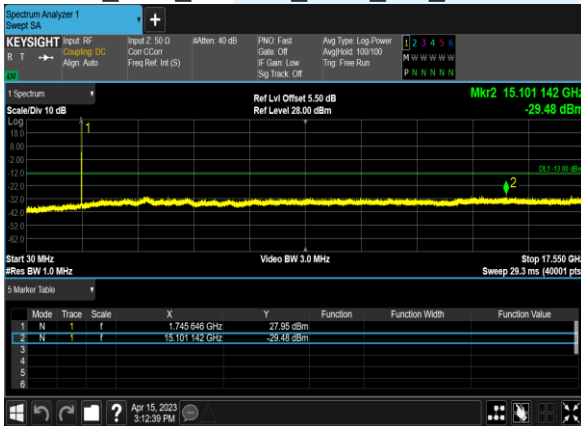 Spectrum Analyzer 1
Swept SA
+
KEYSIGHT Input: RF Input Z: 50 Ω #Atten: 40 dB PNO: Fast Avg Type: Log-Power 1 2 3 4 5 6
R T Coupling: DC Corr CCorr Gate: Off Avg|Hold: 100/100 M W W W W W
Align: Auto Freq Ref: Int (S) IF Gain: Low Trig: Free Run
Sig Track: Off P N N N N N
1 Spectrum Ref Lvl Offset 5.50 dB Mkr2 15.101 142 GHz
Scale/Div 10 dB Ref Level 28.00 dBm -29.48 dBm
Log
18.0
8.00
-2.00
-12.0
-22.0
-32.0
-42.0
-52.0
-62.0
1
DL1 -13.00 dBm
2
Start 30 MHz Video BW 3.0 MHz Stop 17.550 GHz
#Res BW 1.0 MHz Sweep 29.3 ms (40001 pts)
5 Marker Table
Mode Trace Scale X Y Function Function Width Function Value
1 N 1 f 1.745 646 GHz 27.95 dBm
2 N 1 f 15.101 142 GHz -29.48 dBm
3
4
5
6
? Apr 15, 2023
3:12:39 PM